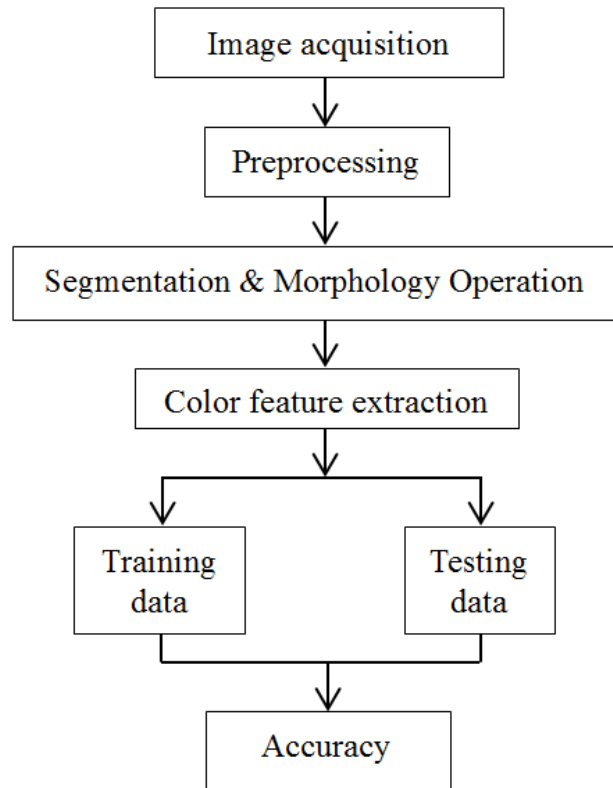 Image acquisition
Preprocessing
Segmentation & Morphology Operation
Color feature extraction
Training
data
Testing
data
Accuracy